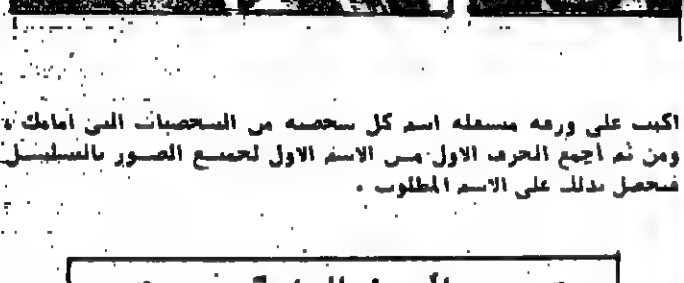 اكتب على ورقة مستقلة اسم كل شخصية من الشخصيات التي أمامك ،
ومن ثم أجمع الحرف الاول من الاسم الاول لجميع الصور بالتسلسل
فتحصل بذلك على الاسم المطلوب .